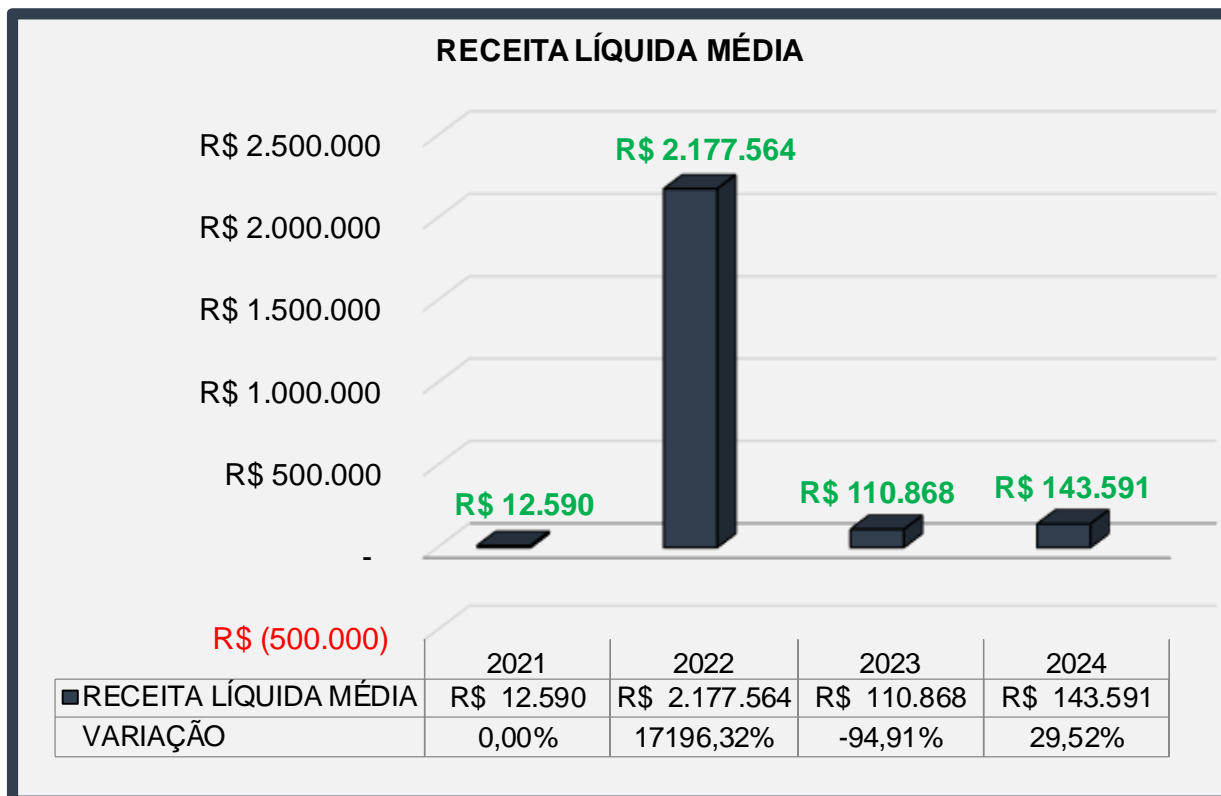 RECEITA LÍQUIDA MÉDIA
R$ 2.500.000
R$ 2.177.564
R$ 2.000.000
R$ 1.500.000
R$ 1.000.000
R$ 500.000
R$ 12.590
R$ 110.868
R$ 143.591
-
R$ (500.000)
2021 2022 2023 2024
RECEITA LÍQUIDA MÉDIA R$ 12.590 R$ 2.177.564 R$ 110.868 R$ 143.591
VARIAÇÃO 0,00% 17196,32% -94,91% 29,52%